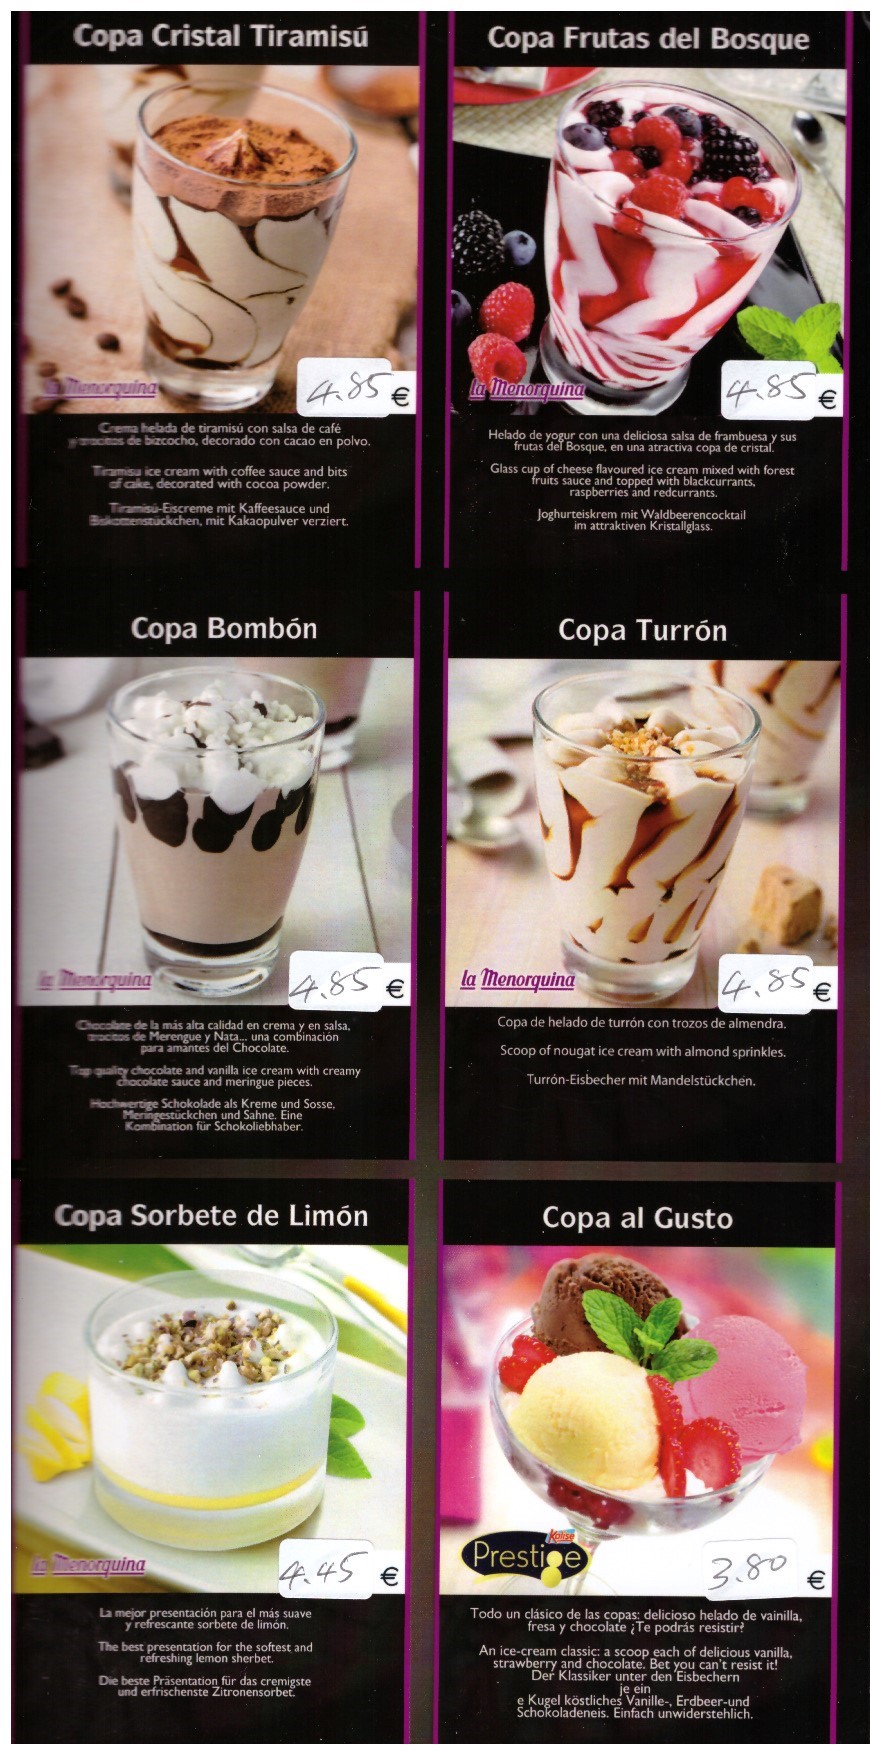 Copa Cristal Tiramisú
la Menorquina
4.85 €
Crema helada de tiramisú con salsa de café
y trocitos de bizcocho, decorado con cacao en polvo.
Tiramisu ice cream with coffee sauce and bits
of cake, decorated with cocoa powder.
Tiramisú-Eiscreme mit Kaffeesauce und
Biskottenstückchen, mit Kakaopulver verziert.
Copa Frutas del Bosque
la Menorquina
4.85 €
Helado de yogur con una deliciosa salsa de frambuesa y sus
frutas del Bosque, en una atractiva copa de cristal.
Glass cup of cheese flavoured ice cream mixed with forest
fruits sauce and topped with blackcurrants,
raspberries and redcurrants.
Joghurteiskrem mit Waldbeerencocktail
im attraktiven Kristallglass.
Copa Bombón
la Menorquina
4.85 €
Chocolate de la más alta calidad en crema y en salsa,
trocitos de Merengue y Nata... una combinación
para amantes del Chocolate.
Top quality chocolate and vanilla ice cream with creamy
chocolate sauce and meringue pieces.
Hochwertige Schokolade als Kreme und Sosse,
Meringestückchen und Sahne. Eine
Kombination für Schokoliebhaber.
Copa Turrón
la Menorquina
4.85 €
Copa de helado de turrón con trozos de almendra.
Scoop of nougat ice cream with almond sprinkles.
Turrón-Eisbecher mit Mandelstückchen.
Copa Sorbete de Limón
la Menorquina
4.45 €
La mejor presentación para el más suave
y refrescante sorbete de limón.
The best presentation for the softest and
refreshing lemon sherbet.
Die beste Präsentation für das cremigste
und erfrischenste Zitronensorbet.
Copa al Gusto
Kalise
Prestige
3.80 €
Todo un clásico de las copas: delicioso helado de vainilla,
fresa y chocolate ¿Te podrás resistir?
An ice-cream classic: a scoop each of delicious vanilla,
strawberry and chocolate. Bet you can't resist it!
Der Klassiker unter den Eisbechern
je ein
e Kugel köstliches Vanille-, Erdbeer-und
Schokoladeneis. Einfach unwiderstehlich.